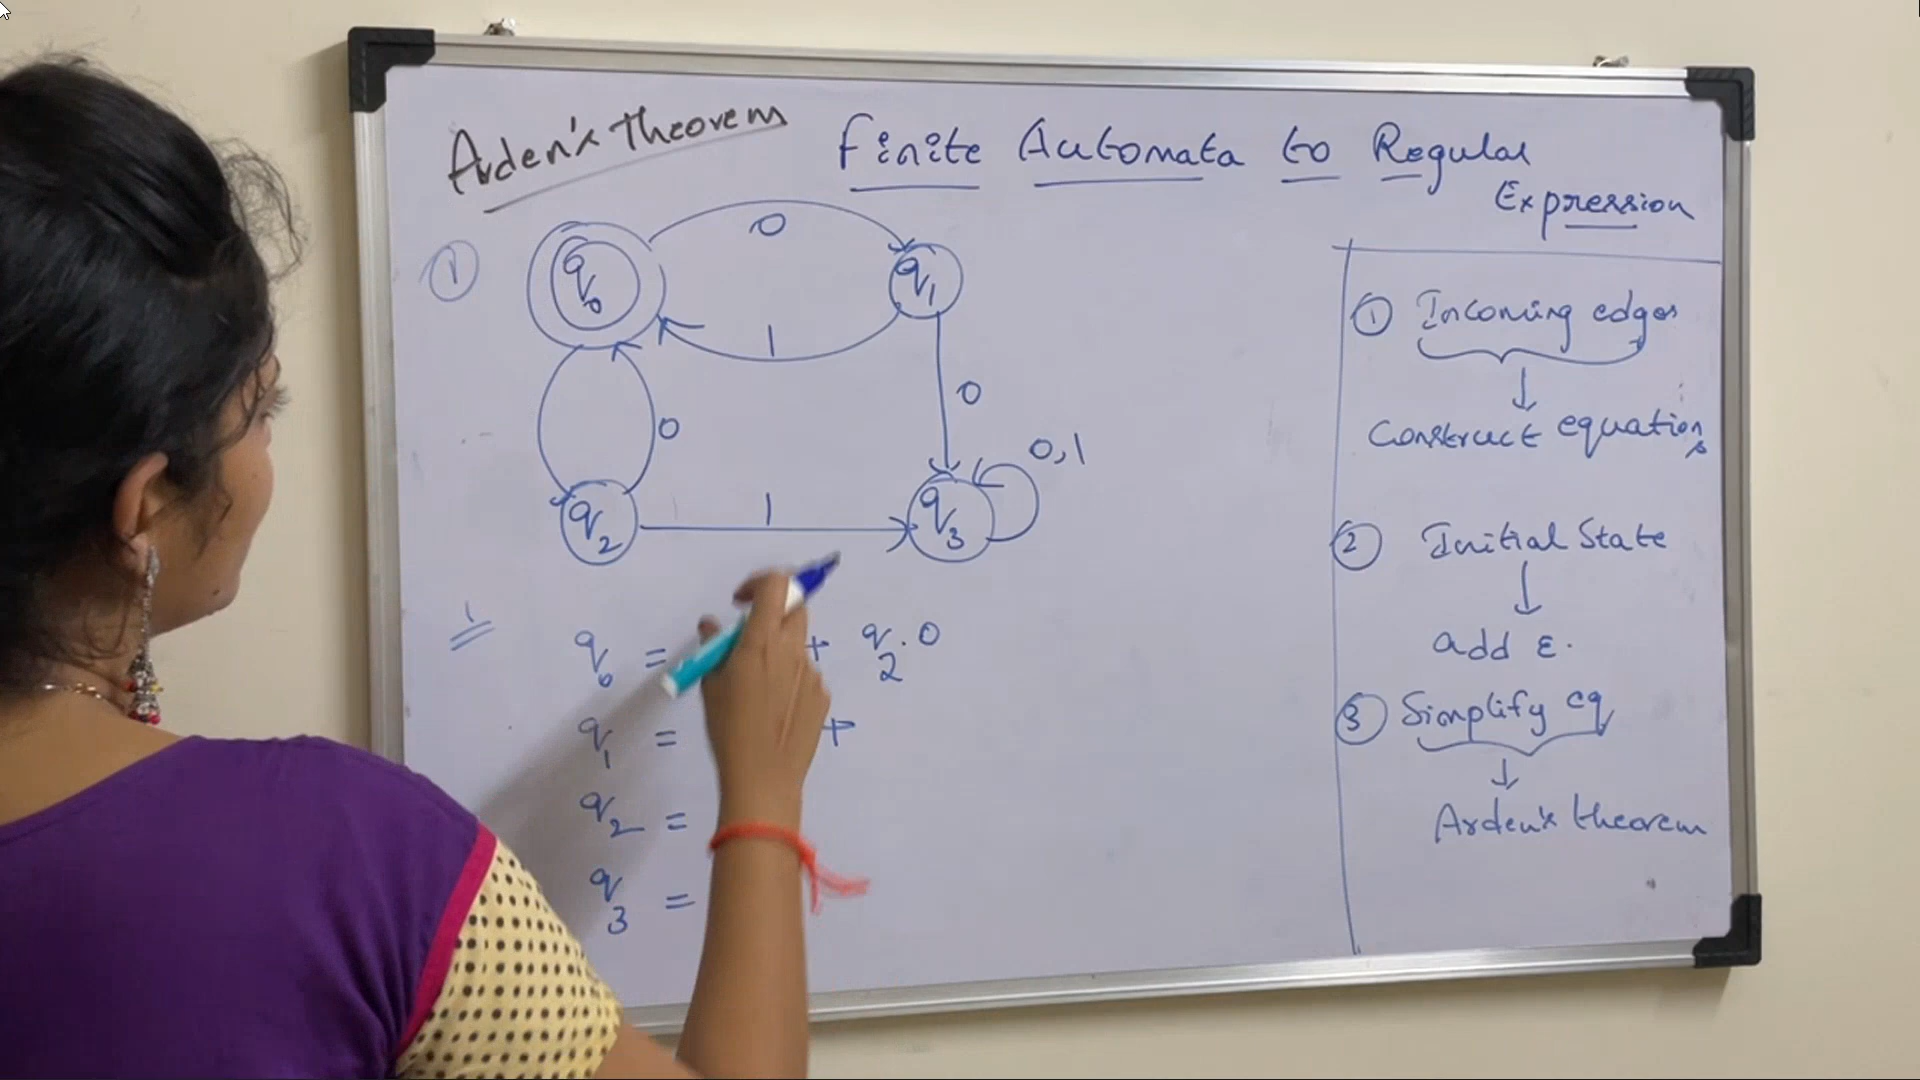 Arden's theorem
Finite Automata to Regular
Expression
1
q0
0
q1
1
0
0
0,1
q2
1
q3
1
q0 = + q2.0
q1 = +
q2 =
q3 =
① Incoming edges
↓
Construct equations
② Initial State
↓
add ε.
③ Simplify eq
↓
Arden's theorem